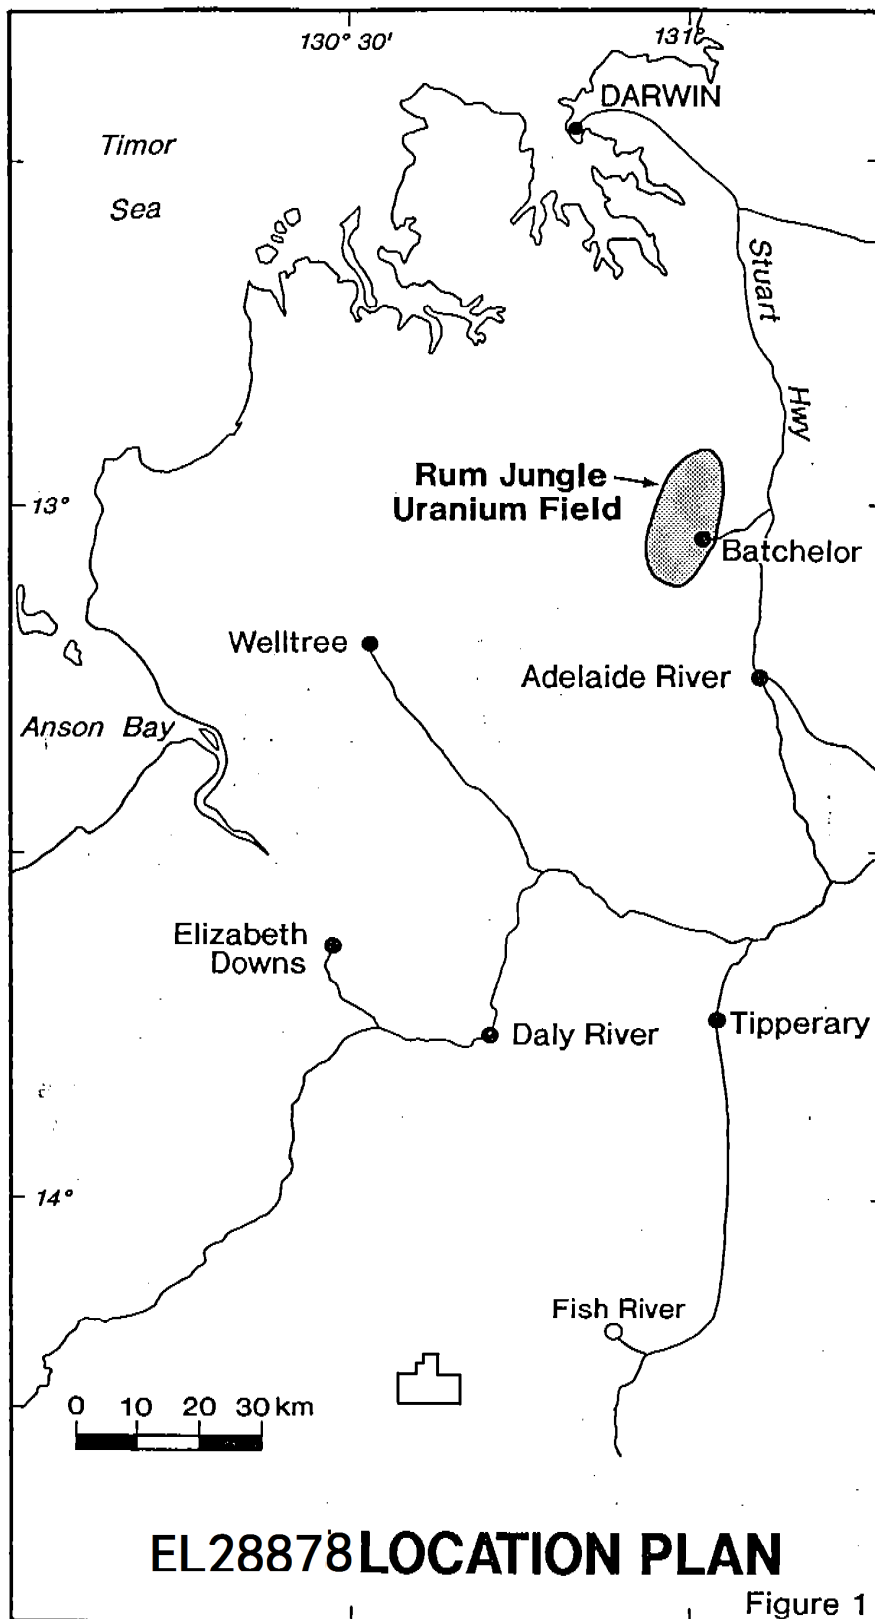 130° 30'
131°
DARWIN
Timor
Sea
Stuart
Hwy
Rum Jungle
Uranium Field
13°
Batchelor
Welltree
Adelaide River
Anson Bay
Elizabeth
Downs
Daly River
Tipperary
14°
Fish River
0 10 20 30 km
EL28878 LOCATION PLAN
Figure 1